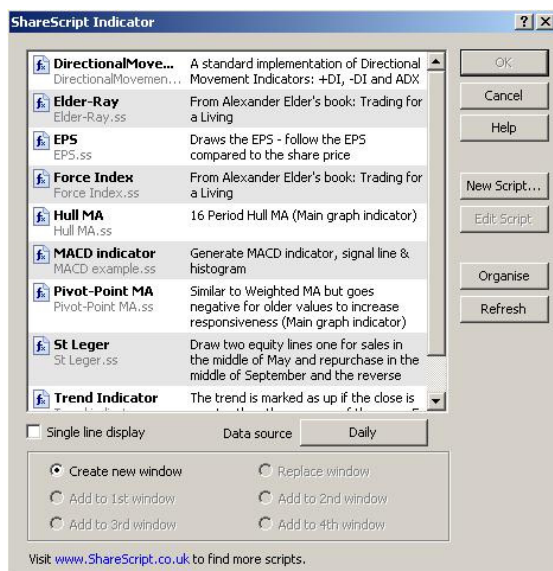 ShareScript Indicator
DirectionalMove... A standard implementation of Directional
DirectionalMovemen... Movement Indicators: +DI, -DI and ADX
Elder-Ray From Alexander Elder's book: Trading for
Elder-Ray.ss a Living
EPS Draws the EPS - follow the EPS
EPS.ss compared to the share price
Force Index From Alexander Elder's book: Trading for
Force Index.ss a Living
Hull MA 16 Period Hull MA (Main graph indicator)
Hull MA.ss
MACD indicator Generate MACD indicator, signal line &
MACD example.ss histogram
Pivot-Point MA Similar to Weighted MA but goes
Pivot-Point MA.ss negative for older values to increase
responsiveness (Main graph indicator)
St Leger Draw two equity lines one for sales in
St Leger.ss the middle of May and repurchase in the
middle of September and the reverse
Trend Indicator The trend is marked as up if the close is
OK
Cancel
Help
New Script...
Edit Script
Organise
Refresh
Single line display Data source Daily
Create new window Replace window
Add to 1st window Add to 2nd window
Add to 3rd window Add to 4th window
Visit www.ShareScript.co.uk to find more scripts.